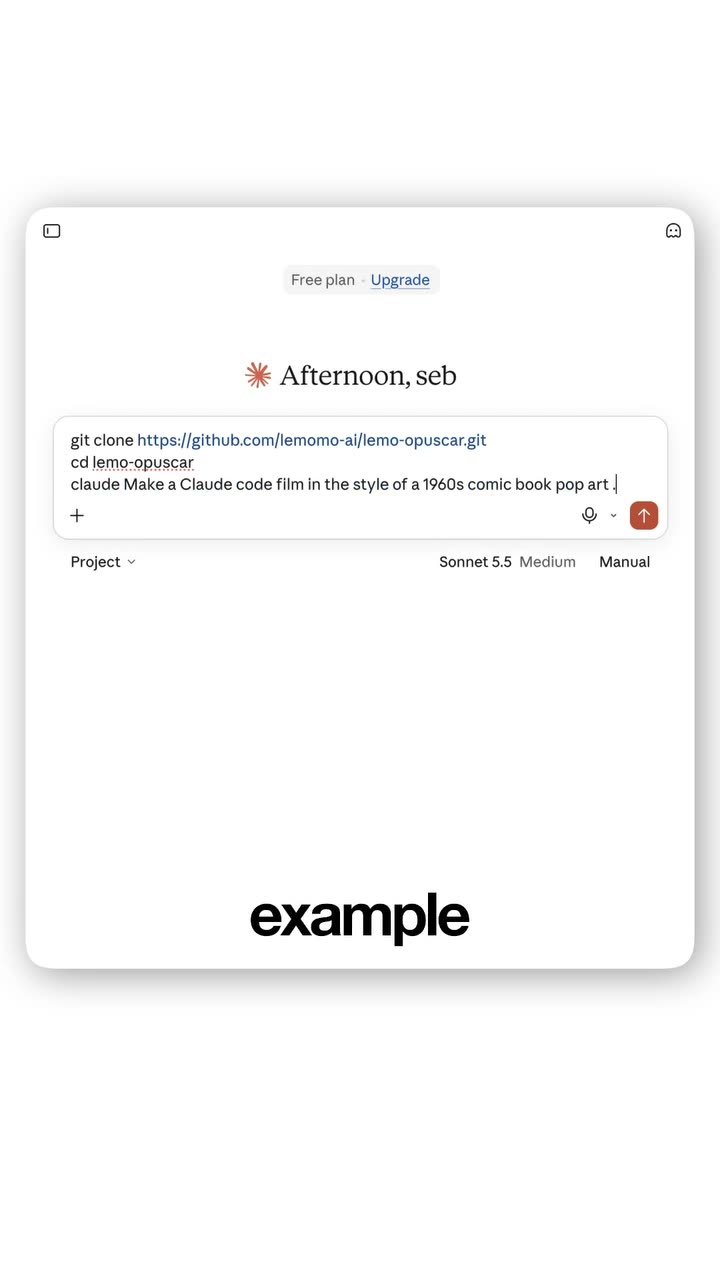 Free plan · Upgrade
Afternoon, seb
git clone https://github.com/lemomo-ai/lemo-opuscar.git
cd lemo-opuscar
claude Make a Claude code film in the style of a 1960s comic book pop art .
Project
Sonnet 5.5 Medium Manual
example